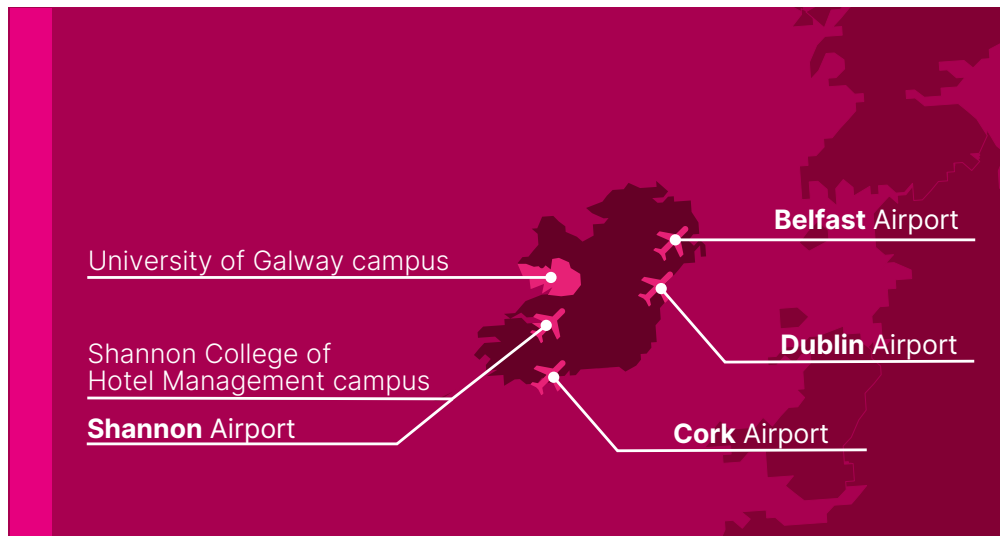 Belfast Airport
University of Galway campus
Dublin Airport
Shannon College of
Hotel Management campus
Shannon Airport
Cork Airport